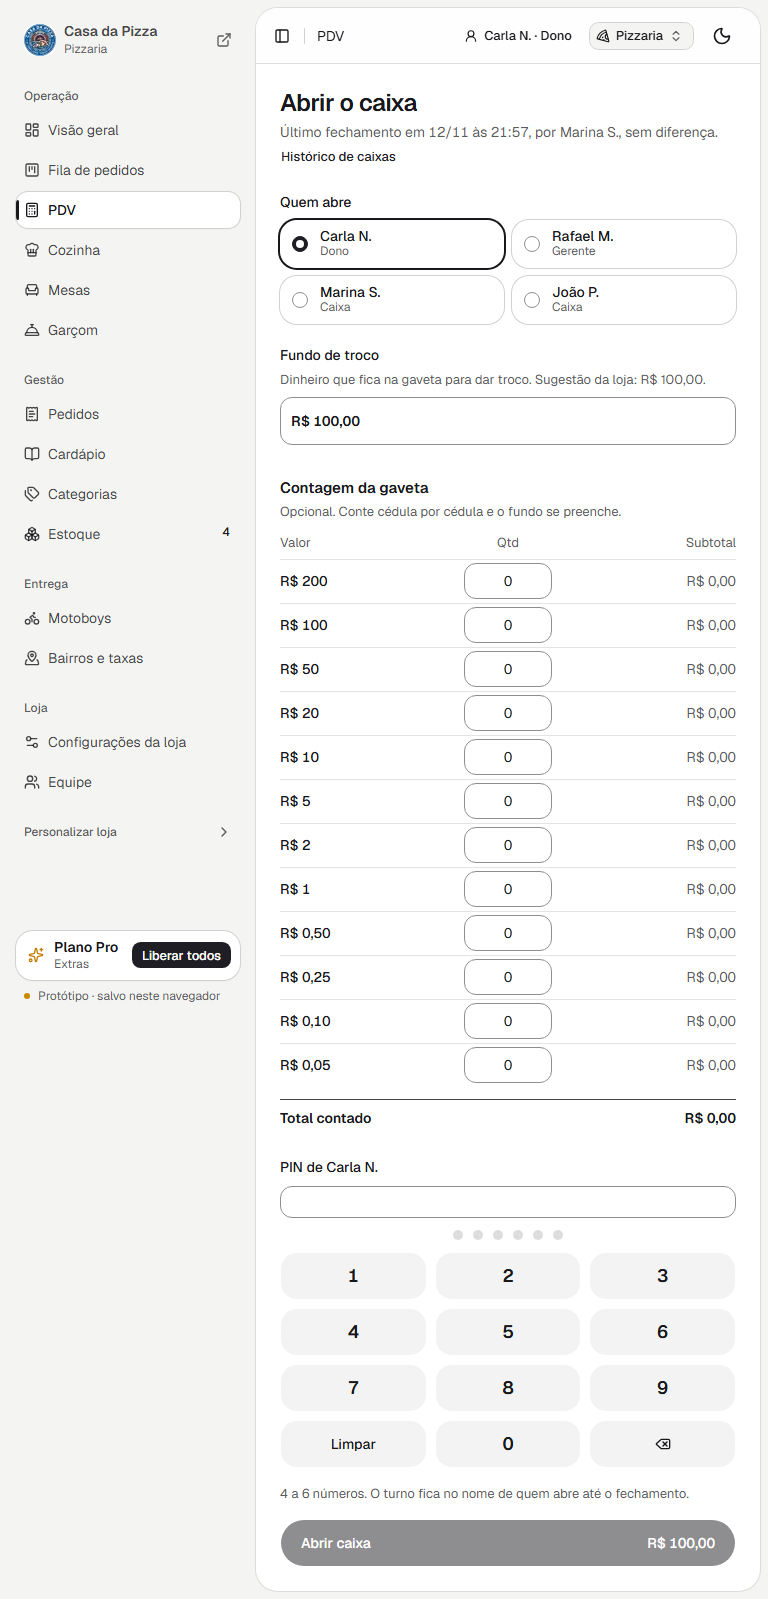 Casa da Pizza
Pizzaria
Operação
Visão geral
Fila de pedidos
PDV
Cozinha
Mesas
Garçom
Gestão
Pedidos
Cardápio
Categorias
Estoque 4
Entrega
Motoboys
Bairros e taxas
Loja
Configurações da loja
Equipe
Personalizar loja
Plano Pro
Extras
Liberar todos
Protótipo · salvo neste navegador
PDV
Carla N. · Dono
Pizzaria
Abrir o caixa
Último fechamento em 12/11 às 21:57, por Marina S., sem diferença.
Histórico de caixas
Quem abre
Carla N.
Dono
Rafael M.
Gerente
Marina S.
Caixa
João P.
Caixa
Fundo de troco
Dinheiro que fica na gaveta para dar troco. Sugestão da loja: R$ 100,00.
R$ 100,00
Contagem da gaveta
Opcional. Conte cédula por cédula e o fundo se preenche.
Valor Qtd Subtotal
R$ 200 0 R$ 0,00
R$ 100 0 R$ 0,00
R$ 50 0 R$ 0,00
R$ 20 0 R$ 0,00
R$ 10 0 R$ 0,00
R$ 5 0 R$ 0,00
R$ 2 0 R$ 0,00
R$ 1 0 R$ 0,00
R$ 0,50 0 R$ 0,00
R$ 0,25 0 R$ 0,00
R$ 0,10 0 R$ 0,00
R$ 0,05 0 R$ 0,00
Total contado R$ 0,00
PIN de Carla N.
1 2 3
4 5 6
7 8 9
Limpar 0
4 a 6 números. O turno fica no nome de quem abre até o fechamento.
Abrir caixa R$ 100,00